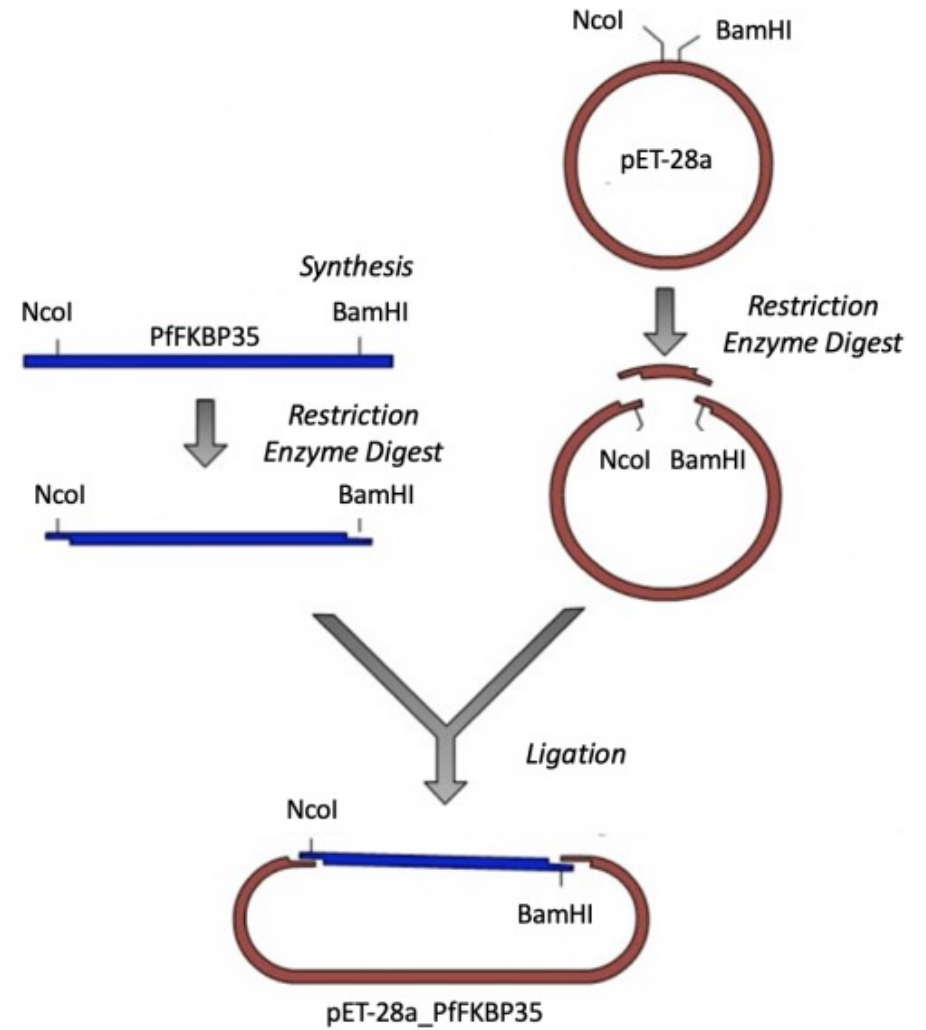 NcoI
BamHI
pET-28a
Synthesis
NcoI
BamHI
PfFKBP35
Restriction
Enzyme Digest
Restriction
Enzyme Digest
NcoI
BamHI
NcoI
BamHI
Ligation
NcoI
BamHI
pET-28a_PfFKBP35